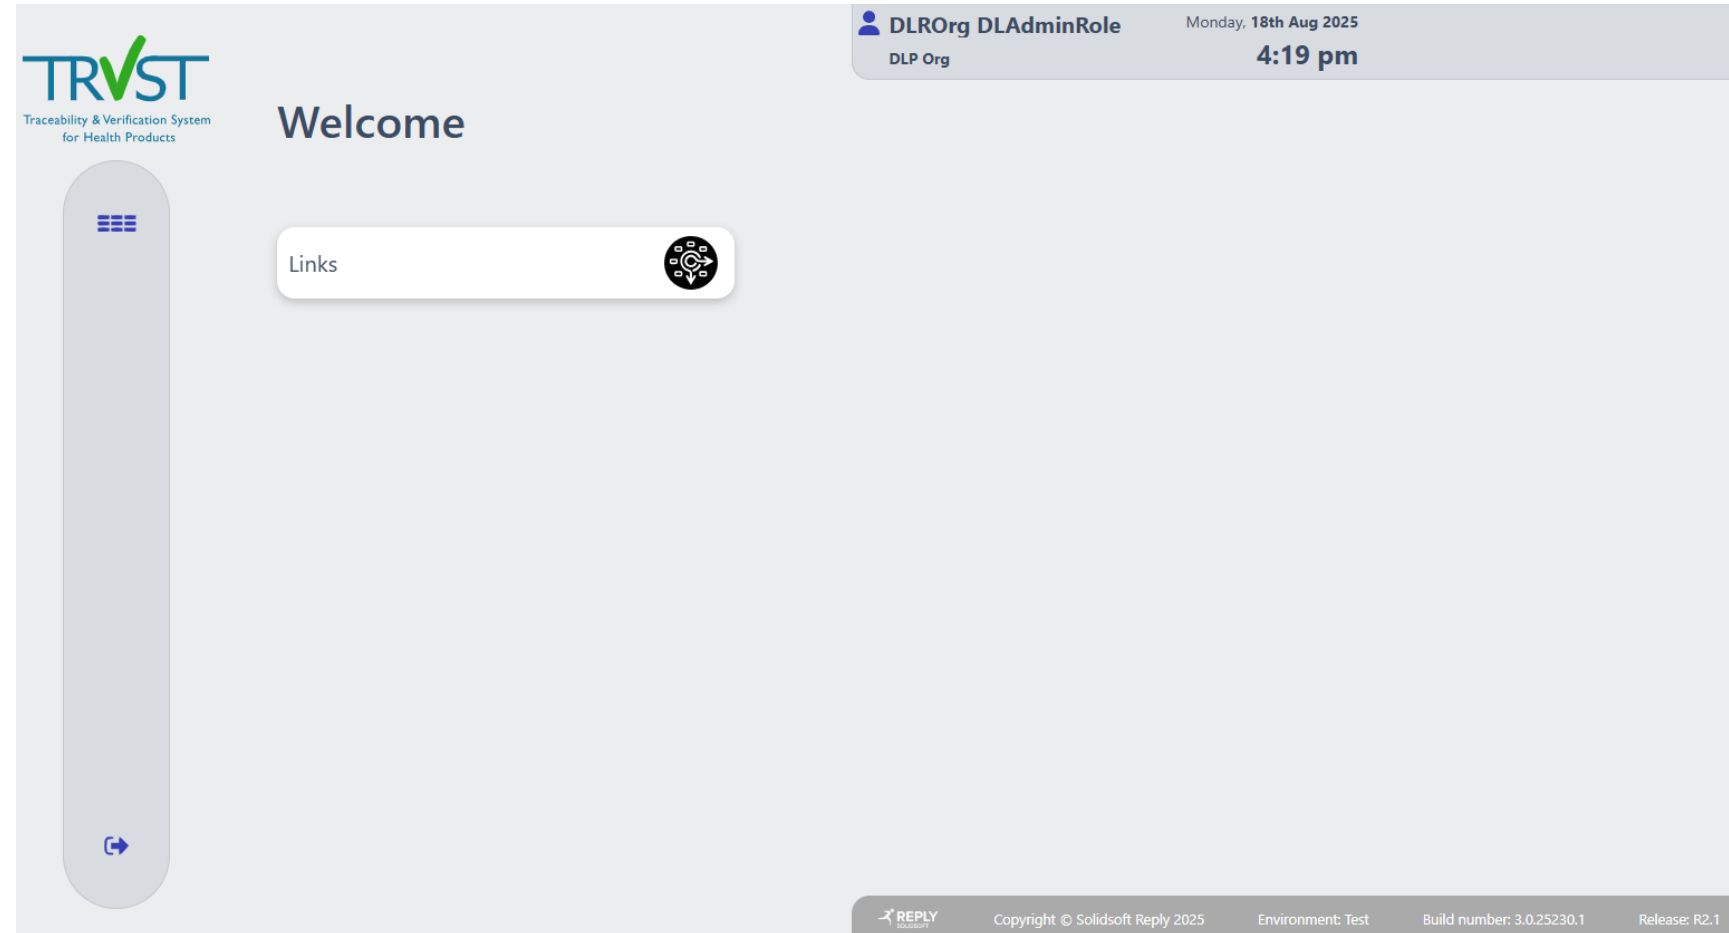 TRVST
Traceability & Verification System
for Health Products
DLROrg DLAdminRole
DLP Org
Monday, 18th Aug 2025
4:19 pm
Welcome
Links
REPLY
SOLIDSOFT
Copyright © Solidsoft Reply 2025
Environment: Test
Build number: 3.0.25230.1
Release: R2.1